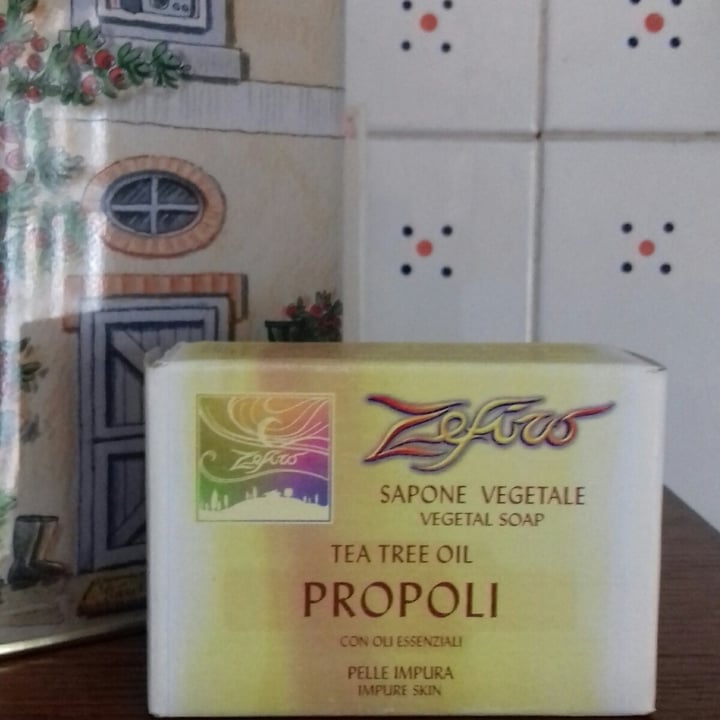 Zefiro
Zefiro
SAPONE VEGETALE
VEGETAL SOAP
TEA TREE OIL
PROPOLI
CON OLI ESSENZIALI
PELLE IMPURA
IMPURE SKIN